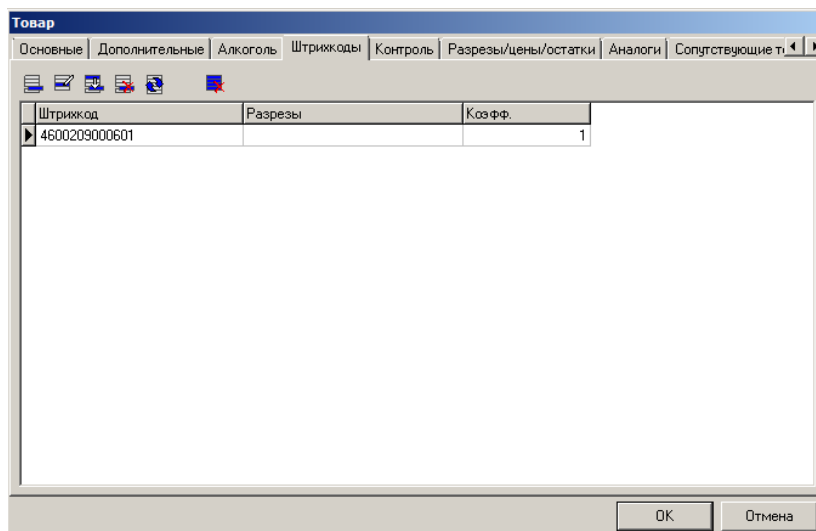 Товар
Основные Дополнительные Алкоголь Штрихкоды Контроль Разрезы/цены/остатки Аналоги Сопутствующие т
Штрихкод Разрезы Коэфф.
4600209000601 1
OK Отмена